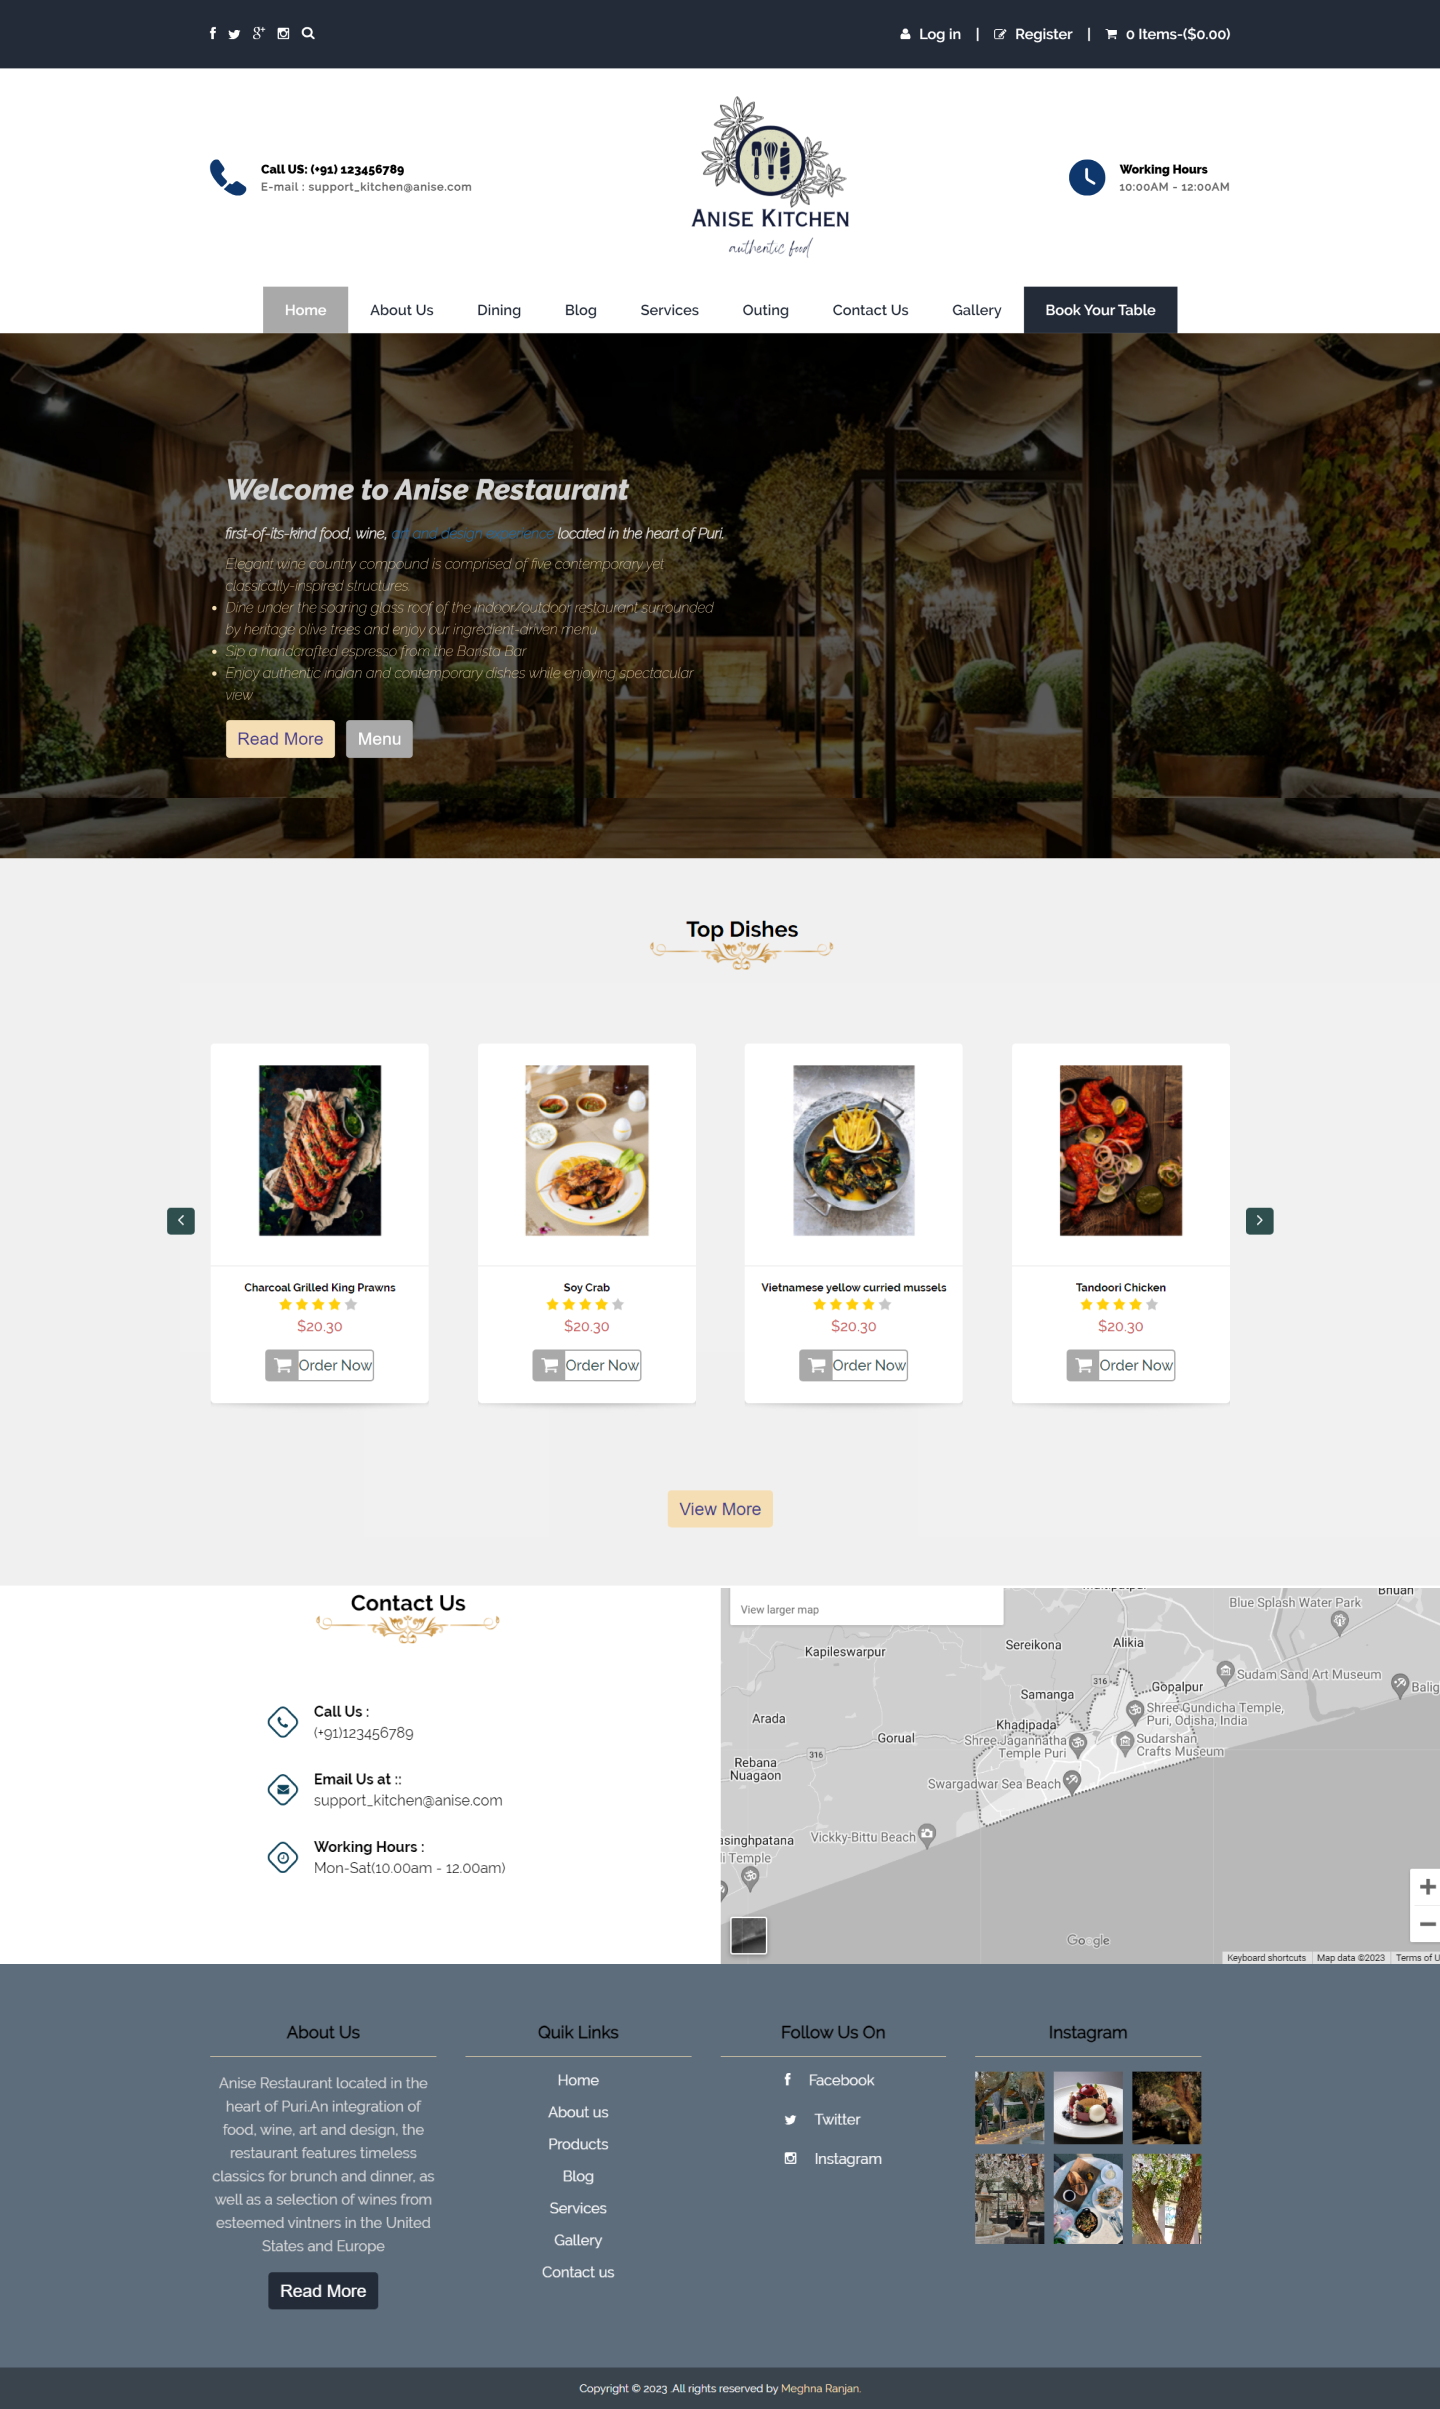 Log in | Register | 0 Items-($0.00)
Call US: (+91) 123456789
E-mail : support_kitchen@anise.com
ANISE KITCHEN
authentic food
Working Hours
10:00AM - 12:00AM
Home About Us Dining Blog Services Outing Contact Us Gallery Book Your Table
Welcome to Anise Restaurant
first-of-its-kind food, wine, art and design experience located in the heart of Puri.
Elegant wine country compound is comprised of five contemporary yet
classically-inspired structures.
• Dine under the soaring glass roof of the indoor/outdoor restaurant surrounded
by heritage olive trees and enjoy our ingredient-driven menu
• Sip a handcrafted espresso from the Barista Bar
• Enjoy authentic indian and contemporary dishes while enjoying spectacular
view
Read More Menu
Top Dishes
Charcoal Grilled King Prawns
$20.30
Order Now
Soy Crab
$20.30
Order Now
Vietnamese yellow curried mussels
$20.30
Order Now
Tandoori Chicken
$20.30
Order Now
View More
Contact Us
Call Us :
(+91)123456789
Email Us at ::
support_kitchen@anise.com
Working Hours :
Mon-Sat(10.00am - 12.00am)
View larger map
Bhuan
Blue Splash Water Park
Kapileswarpur
Sereikona
Alikia
Sudam Sand Art Museum
316
Gopalpur
Balig
Samanga
Shree Gundicha Temple,
Puri, Odisha, India
Arada
Khadipada
Gorual
Shree Jagannatha
Temple Puri
Sudarshan
Crafts Museum
316
Rebana
Nuagaon
Swargadwar Sea Beach
asinghpatana
Vickky-Bittu Beach
li Temple
Google
Keyboard shortcuts Map data ©2023 Terms of U
About Us
Anise Restaurant located in the
heart of Puri.An integration of
food, wine, art and design, the
restaurant features timeless
classics for brunch and dinner, as
well as a selection of wines from
esteemed vintners in the United
States and Europe
Read More
Quik Links
Home
About us
Products
Blog
Services
Gallery
Contact us
Follow Us On
Facebook
Twitter
Instagram
Instagram
Copyright © 2023 .All rights reserved by Meghna Ranjan.